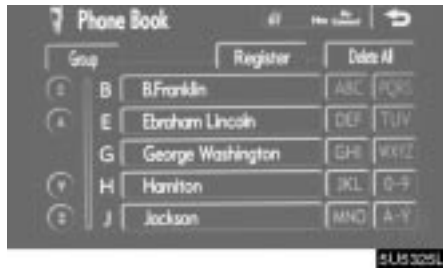 Phone Book
Group Register Delete All
B B.Franklin ABC PQRS
E Ebraham Lincoln DEF TUV
G George Washington GHI WXYZ
H Hamilton JKL 0-9
J Jackson MNO A-Y
5U5325L